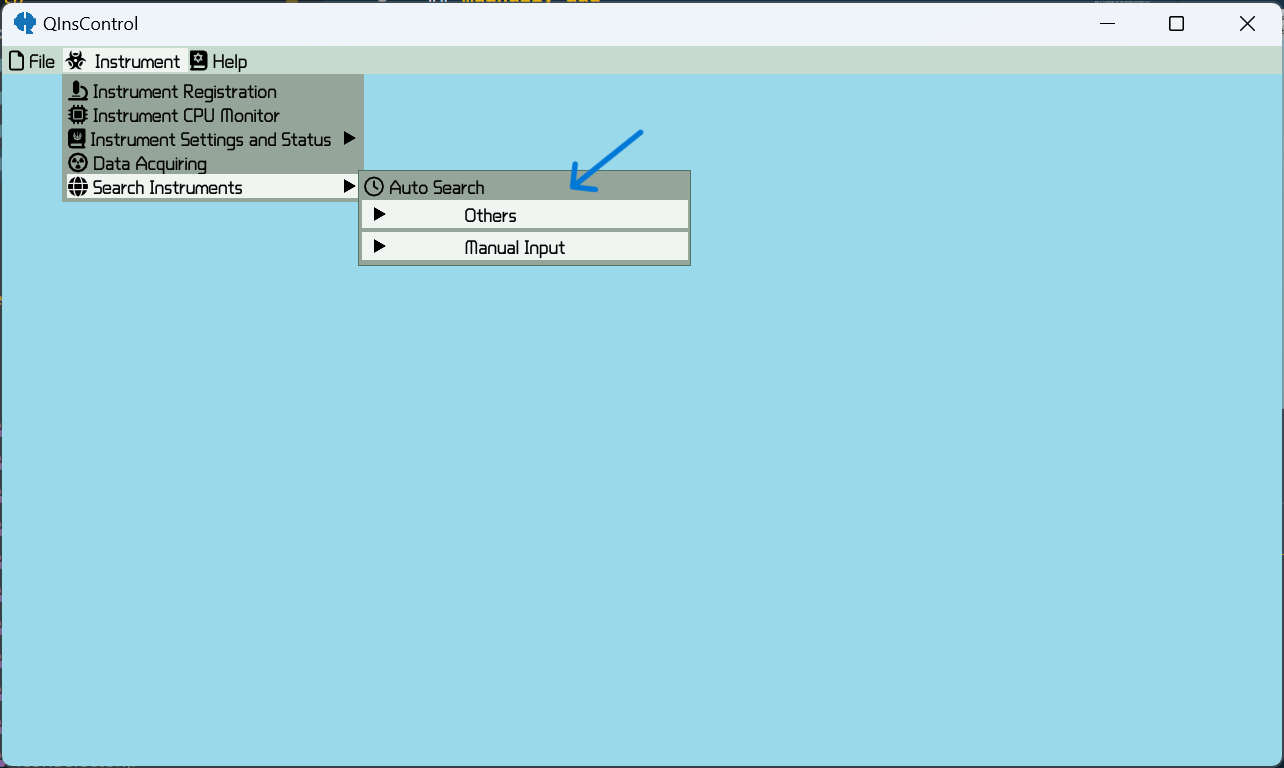 QInsControl
File Instrument Help
Instrument Registration
Instrument CPU Monitor
Instrument Settings and Status
Data Acquiring
Search Instruments
Auto Search
Others
Manual Input